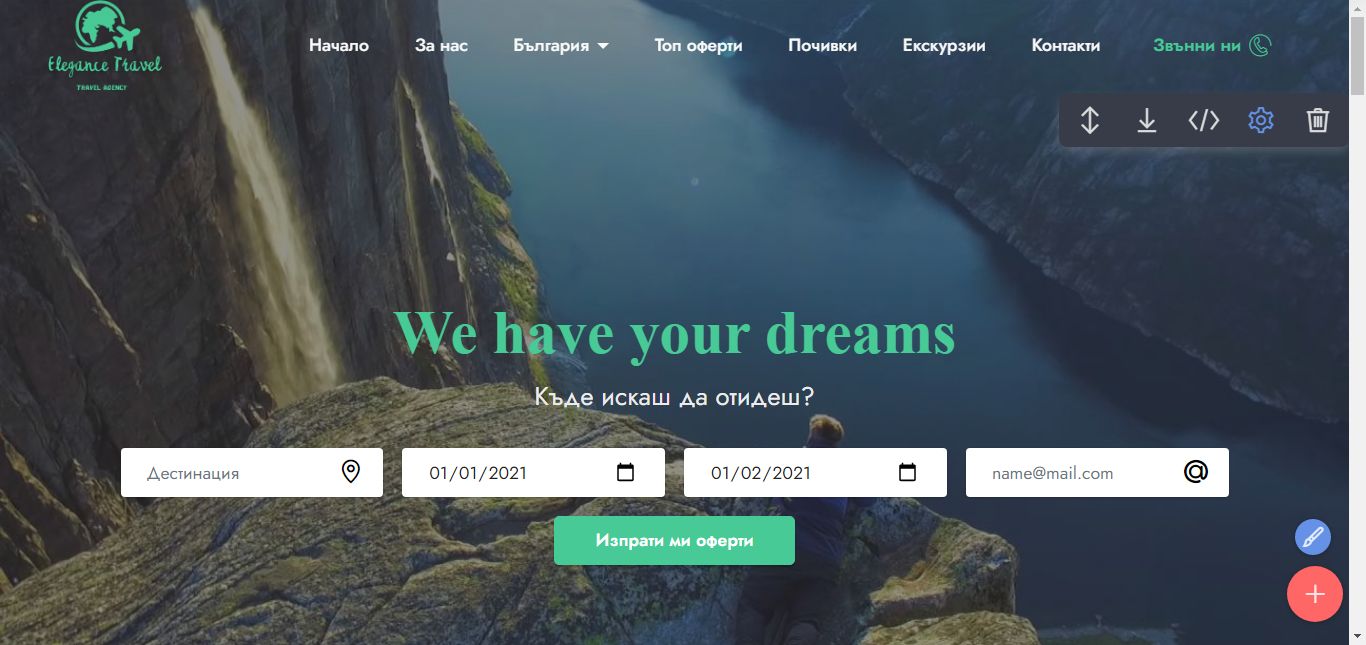 Elegance Travel
TRAVEL AGENCY
Начало За нас България Топ оферти Почивки Екскурзии Контакти Звънни ни
We have your dreams
Къде искаш да отидеш?
Дестинация 01/01/2021 01/02/2021 name@mail.com
Изпрати ми оферти